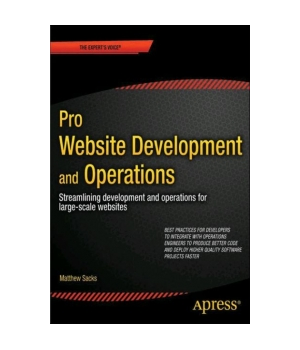 THE EXPERT'S VOICE®
Pro
Website Development
and Operations
Streamlining development and operations for
large-scale websites
BEST PRACTICES FOR DEVELOPERS
TO INTEGRATE WITH OPERATIONS
ENGINEERS TO PRODUCE BETTER CODE
AND DEPLOY HIGHER QUALITY SOFTWARE
PROJECTS FASTER
Matthew Sacks
Apress®